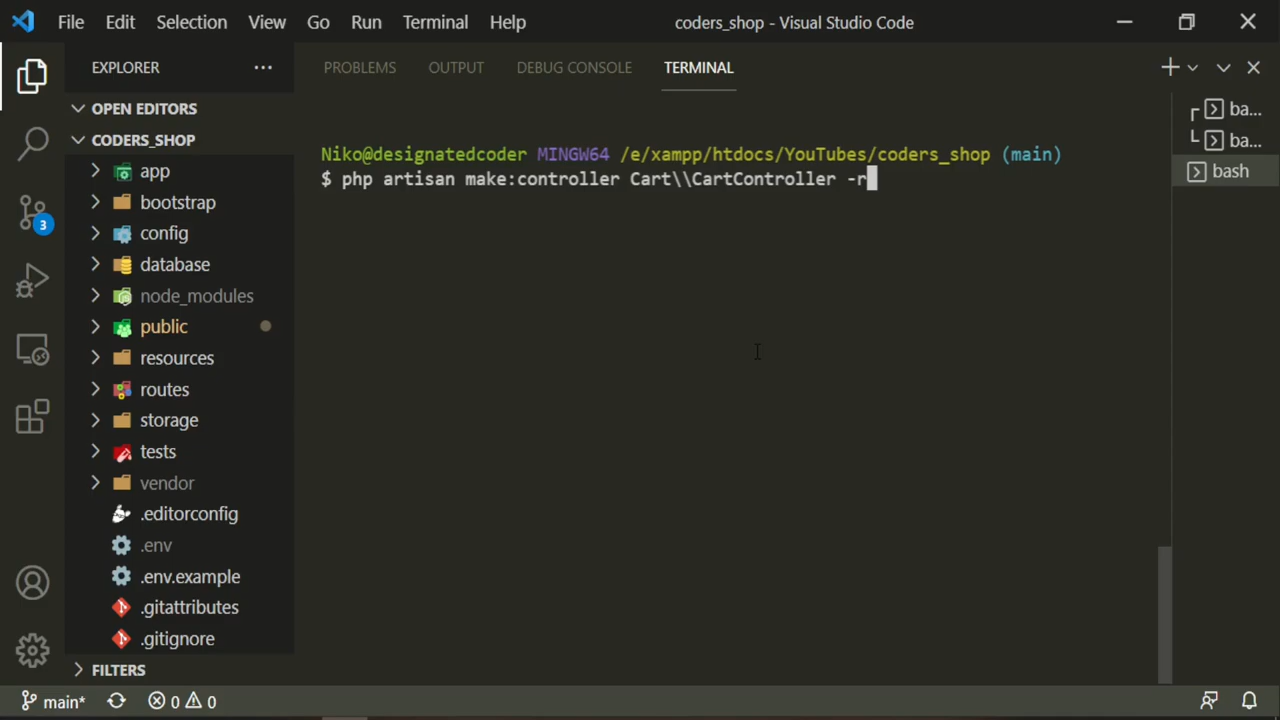 File Edit Selection View Go Run Terminal Help
coders_shop - Visual Studio Code
EXPLORER
PROBLEMS OUTPUT DEBUG CONSOLE TERMINAL
OPEN EDITORS
CODERS_SHOP
app
bootstrap
config
database
node_modules
public
resources
routes
storage
tests
vendor
.editorconfig
.env
.env.example
.gitattributes
.gitignore
FILTERS
3
Niko@designatedcoder MINGW64 /e/xampp/htdocs/YouTubes/coders_shop (main)
$ php artisan make:controller Cart\\CartController -r
ba...
ba...
bash
main* 0 0